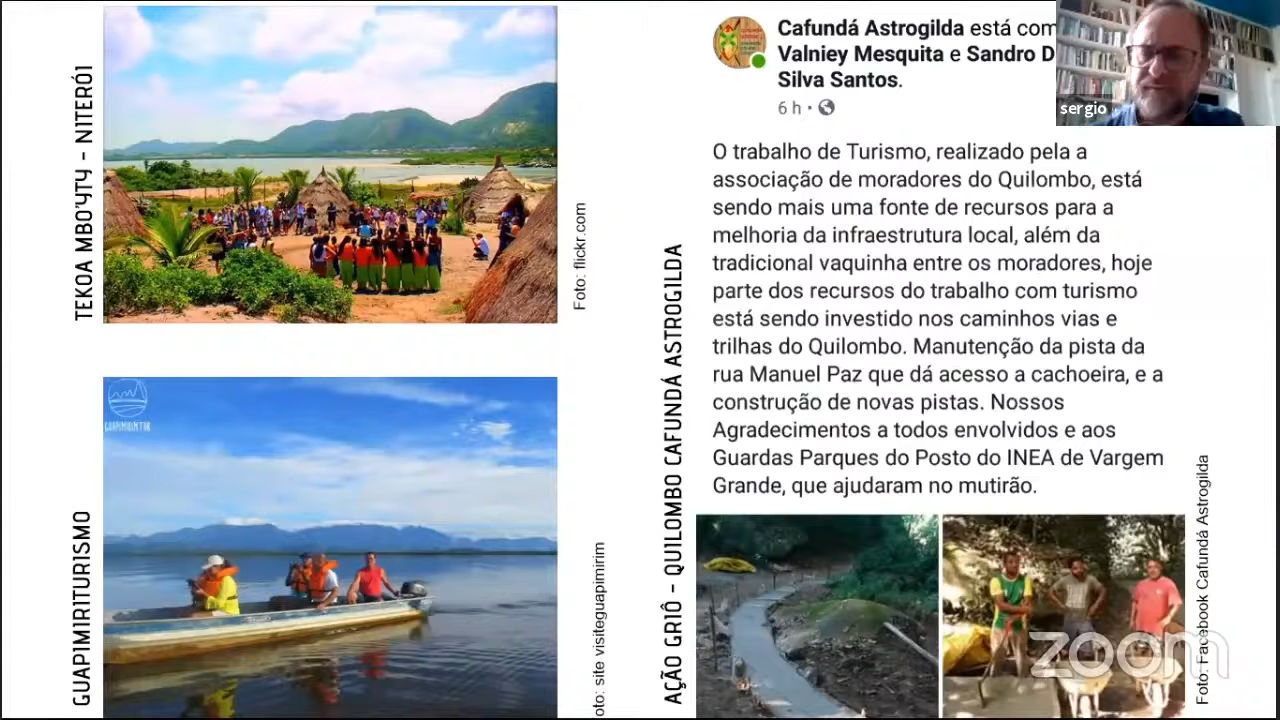 TEKOA MBO'YTY - NITERÓI
Foto: flickr.com
GUAPIMIRIMTUR
GUAPIMIRITURISMO
oto: site visiteguapimirim
AÇÃO GRIÔ - QUILOMBO CAFUNDÁ ASTROGILDA
Cafundá Astrogilda está com
Valniey Mesquita e Sandro D
Silva Santos.
6 h ·
O trabalho de Turismo, realizado pela a
associação de moradores do Quilombo, está
sendo mais uma fonte de recursos para a
melhoria da infraestrutura local, além da
tradicional vaquinha entre os moradores, hoje
parte dos recursos do trabalho com turismo
está sendo investido nos caminhos vias e
trilhas do Quilombo. Manutenção da pista da
rua Manuel Paz que dá acesso a cachoeira, e a
construção de novas pistas. Nossos
Agradecimentos a todos envolvidos e aos
Guardas Parques do Posto do INEA de Vargem
Grande, que ajudaram no mutirão.
Foto: Facebook Cafundá Astrogilda
sergio
zoom